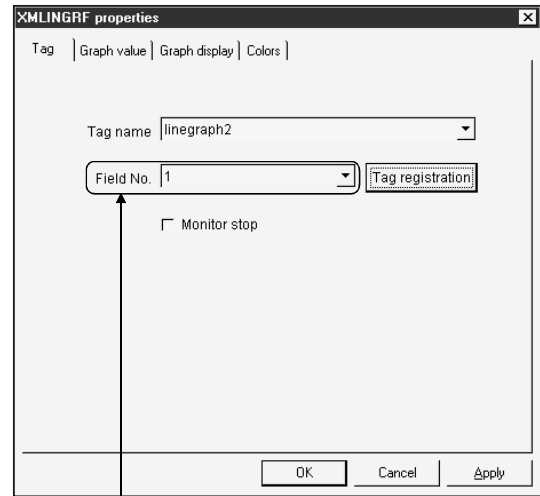 XMLINGRF properties
Tag Graph value Graph display Colors
Tag name linegraph2
Field No. 1 Tag registration
Monitor stop
OK Cancel Apply